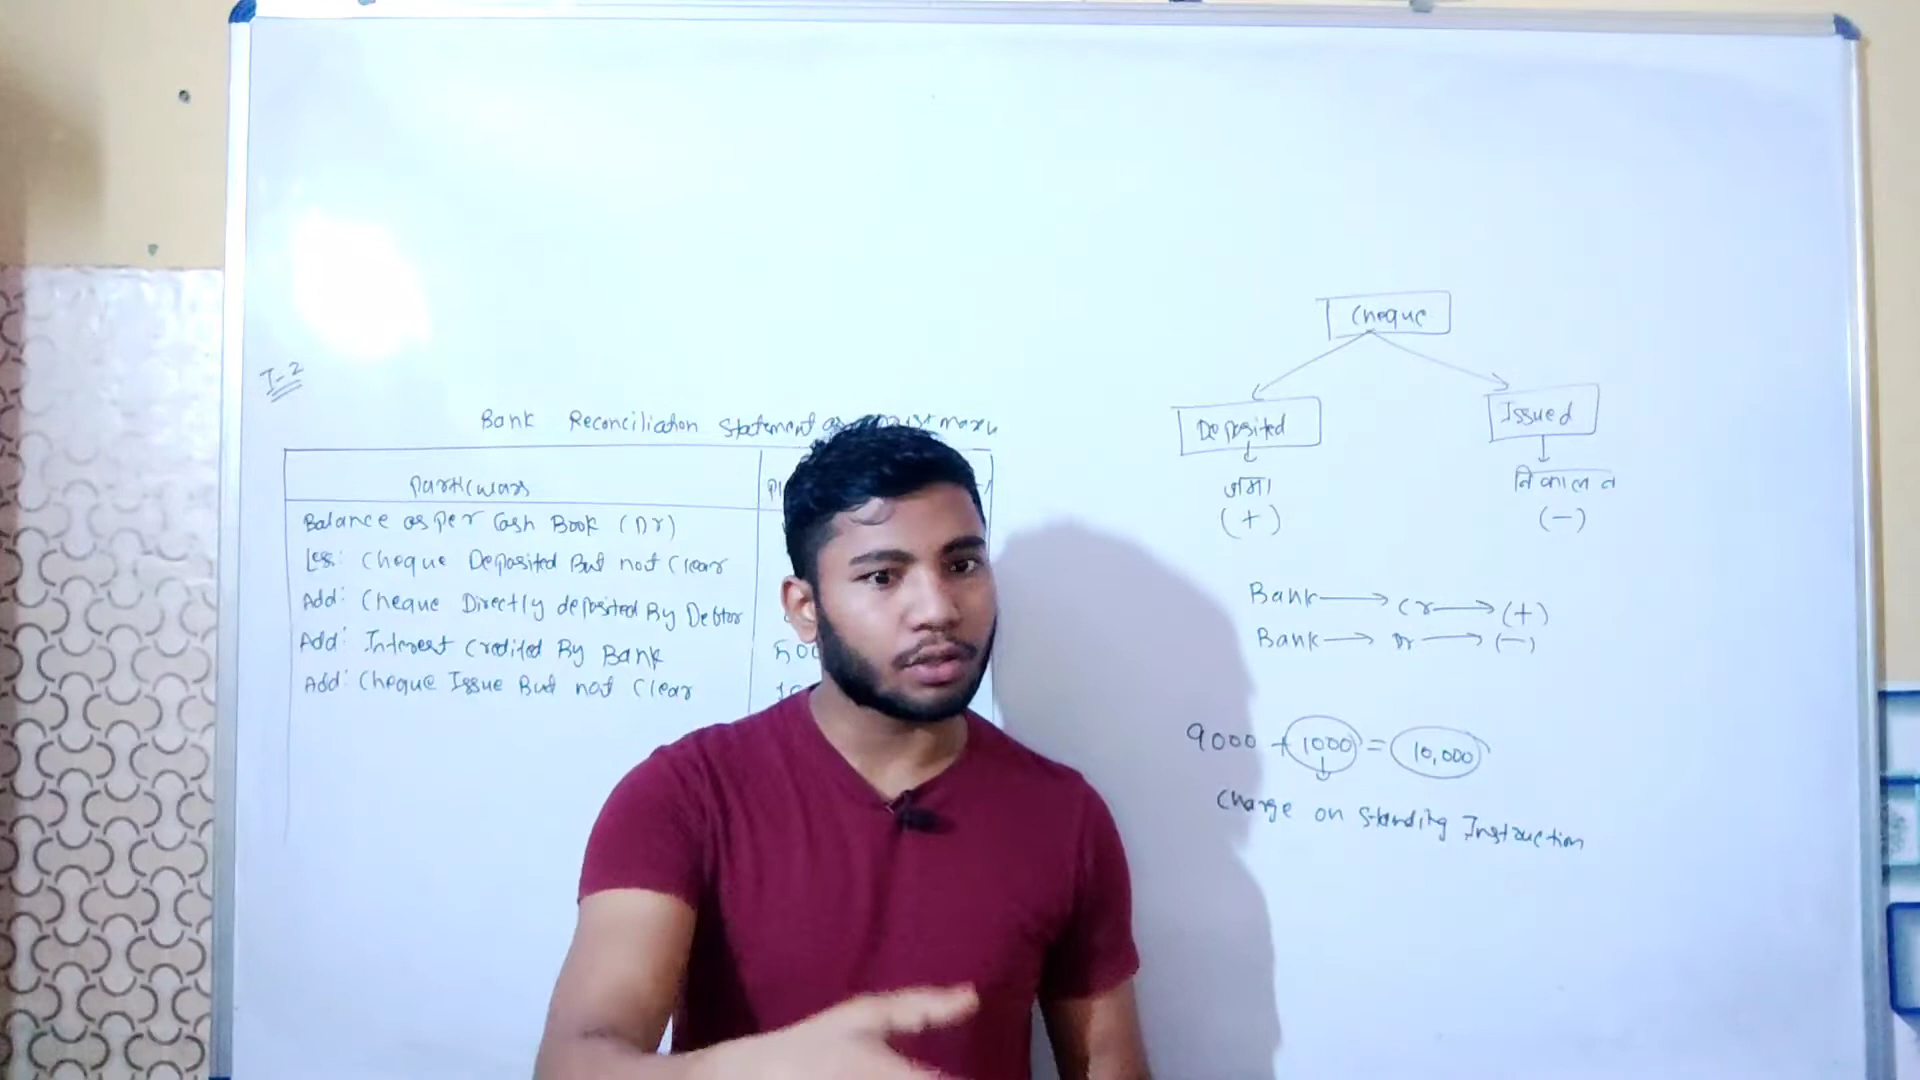 I-2
Bank Reconciliation Statement
Particulars
Balance as per Cash Book (Dr)
Less: Cheque Deposited But not Clear
Add: Cheque Directly deposited By Debtor
Add: Interest Credited By Bank
Add: Cheque Issue But not Clear
Cheque
Deposited
Issued
जमा
(+)
(-)
Bank → Cr → (+)
Bank → Dr → (-)
9000 + 1000 = 10,000
Charge on Standing Instruction